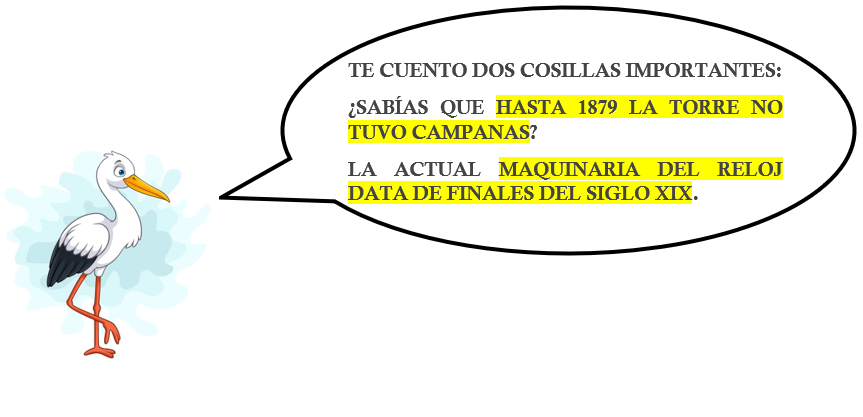 TE CUENTO DOS COSILLAS IMPORTANTES:
¿SABÍAS QUE HASTA 1879 LA TORRE NO
TUVO CAMPANAS?
LA ACTUAL MAQUINARIA DEL RELOJ
DATA DE FINALES DEL SIGLO XIX.